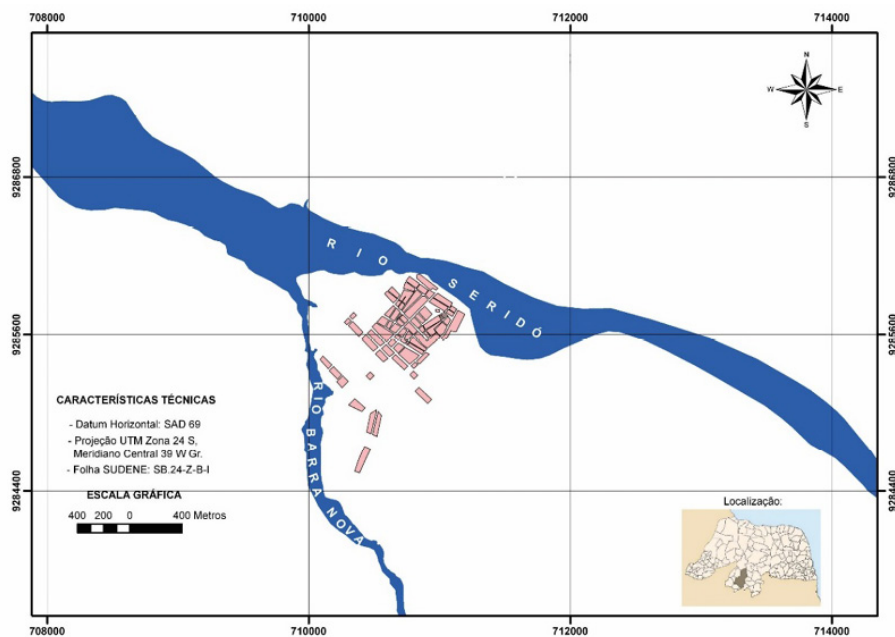 708000 710000 712000 714000
N
W E
S
9286800 9286800
RIO SERIDÓ
9285600 9285600
RIO BARRA NOVA
CARACTERÍSTICAS TÉCNICAS
- Datum Horizontal: SAD 69
- Projeção UTM Zona 24 S,
Meridiano Central 39 W Gr.
- Folha SUDENE: SB.24-Z-B-I
9284400 9284400
ESCALA GRÁFICA
400 200 0 400 Metros
Localização:
708000 710000 712000 714000